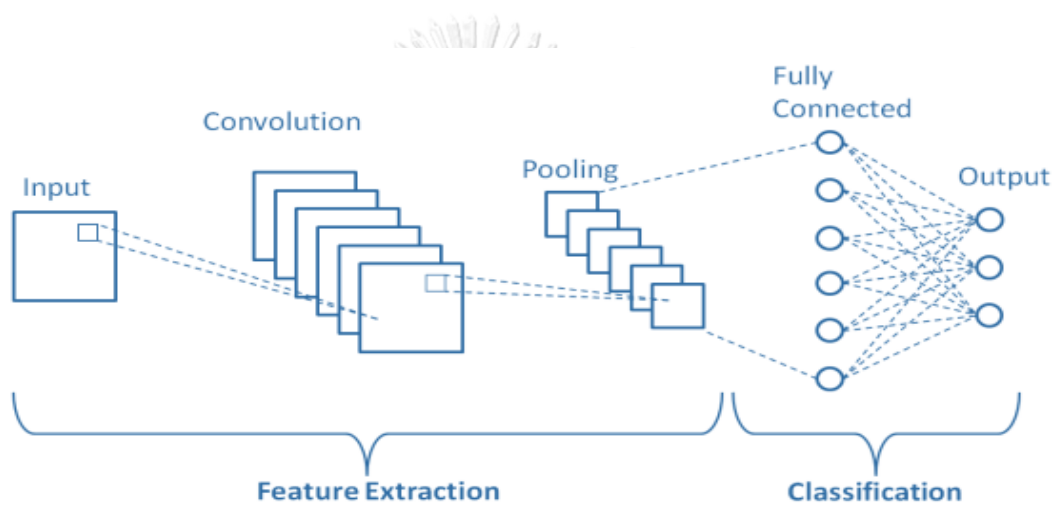 Fully
Connected
Convolution
Pooling
Input
Output
Feature Extraction
Classification